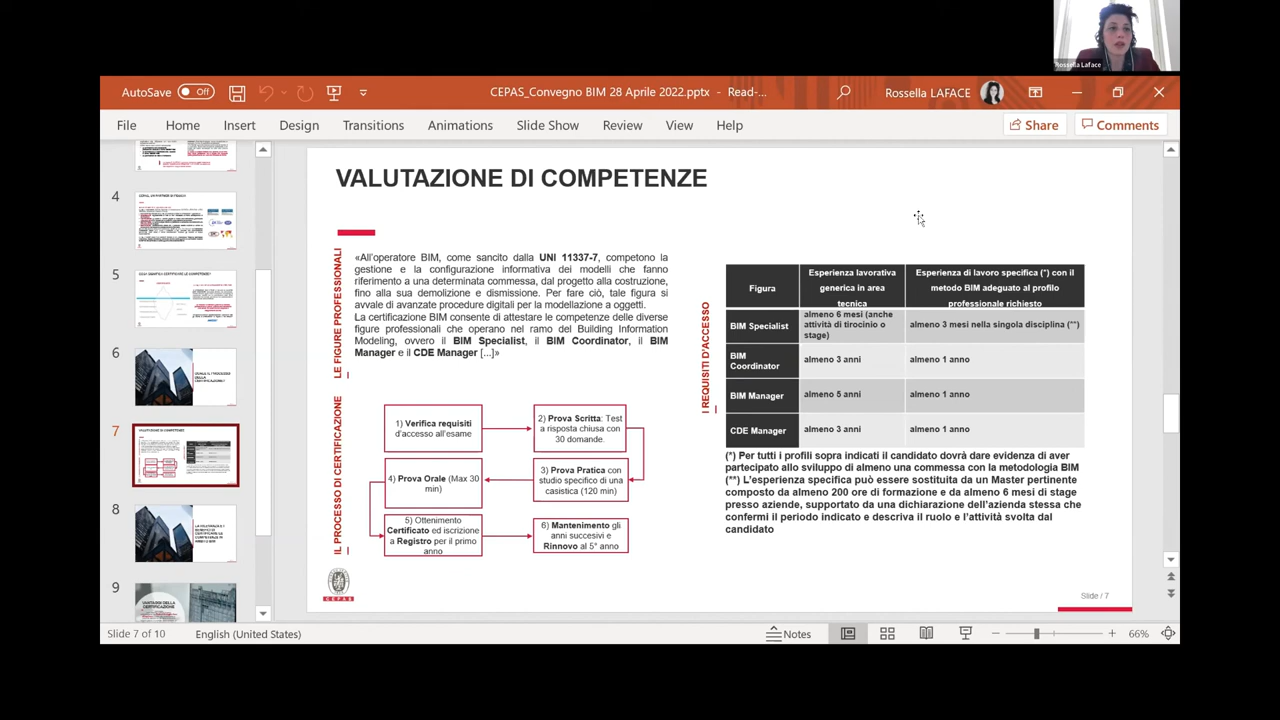 Rossella Laface
AutoSave Off
CEPAS_Convegno BIM 28 Aprile 2022.pptx - Read-...
Rossella LAFACE
File Home Insert Design Transitions Animations Slide Show Review View Help
Share Comments
4
5
6
7
8
9
VALUTAZIONE DI COMPETENZE
LE FIGURE PROFESSIONALI
«All'operatore BIM, come sancito dalla UNI 11337-7, competono la
gestione e la configurazione informativa dei modelli che fanno
riferimento a una determinata commessa, dal progetto alla costruzione,
fino alla sua demolizione e dismissione. Per fare ciò, tale figura si
avvale di avanzate procedure digitali per modellazione a oggetti.
La certificazione BIM consente di attestare le competenze delle diverse
figure professionali che operano nel ramo del Building Information
Modeling, ovvero il BIM Specialist, il BIM Coordinator, il BIM
Manager e il CDE Manager [...]»
IL PROCESSO DI CERTIFICAZIONE
1) Verifica requisiti
d'accesso all'esame
2) Prova Scritta: Test
a risposta chiusa con
30 domande.
3) Prova Pratica con
studio specifico di una
casistica (120 min)
4) Prova Orale (Max 30
min)
5) Ottenimento
Certificato ed iscrizione
a Registro per il primo
anno
6) Mantenimento gli
anni succesivi e
Rinnovo al 5° anno
CEPAS
I REQUISITI D'ACCESSO
Figura
Esperienza lavorativa
generica in area
tecnica
Esperienza di lavoro specifica (*) con il
metodo BIM adeguato al profilo
professionale richiesto
BIM Specialist
almeno 6 mesi (anche
attività di tirocinio o
stage)
almeno 3 mesi nella singola disciplina (**)
BIM
Coordinator
almeno 3 anni
almeno 1 anno
BIM Manager
almeno 5 anni
almeno 1 anno
CDE Manager
almeno 3 anni
almeno 1 anno
(*) Per tutti i profili sopra indicati il candidato dovrà dare evidenza di aver
partecipato allo sviluppo di almeno una commessa con la metodologia BIM
(**) L'esperienza specifica può essere sostituita da un Master pertinente
composto da almeno 200 ore di formazione e da almeno 6 mesi di stage
presso aziende, supportato da una dichiarazione dell'azienda stessa che
confermi il periodo indicato e descriva il ruolo e l'attività svolta dal
candidato
Slide / 7
Slide 7 of 10 English (United States)
Notes
66%